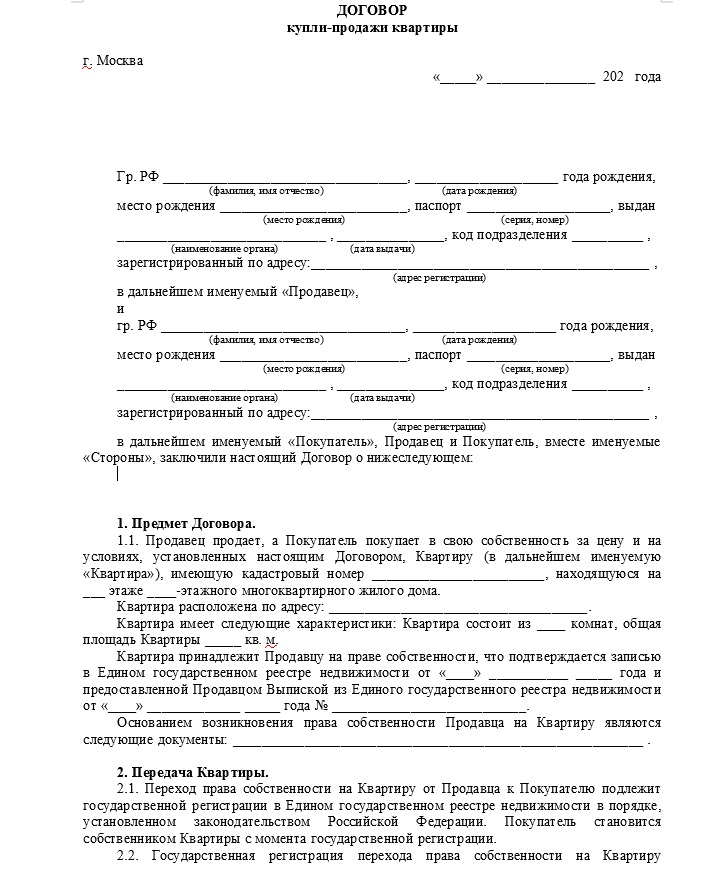 ДОГОВОР
купли-продажи квартиры
г. Москва
«_____» _______________ 202 года
Гр. РФ __________________________________, ____________________ года рождения,
(фамилия, имя отчество) (дата рождения)
место рождения __________________________, паспорт ____________________, выдан
(место рождения) (серия, номер)
_____________________________ , _______________, код подразделения __________ ,
(наименование органа) (дата выдачи)
зарегистрированный по адресу:_______________________________________________ ,
(адрес регистрации)
в дальнейшем именуемый «Продавец»,
и
гр. РФ __________________________________, ____________________ года рождения,
(фамилия, имя отчество) (дата рождения)
место рождения __________________________, паспорт ____________________, выдан
(место рождения) (серия, номер)
_____________________________ , _______________, код подразделения __________ ,
(наименование органа) (дата выдачи)
зарегистрированный по адресу:_______________________________________________ ,
(адрес регистрации)
в дальнейшем именуемый «Покупатель», Продавец и Покупатель, вместе именуемые
«Стороны», заключили настоящий Договор о нижеследующем:
1. Предмет Договора.
1.1. Продавец продает, а Покупатель покупает в свою собственность за цену и на
условиях, установленных настоящим Договором, Квартиру (в дальнейшем именуемую
«Квартира»), имеющую кадастровый номер ________________________, находящуюся на
___ этаже ____-этажного многоквартирного жилого дома.
Квартира расположена по адресу: ____________________________________.
Квартира имеет следующие характеристики: Квартира состоит из ____ комнат, общая
площадь Квартиры _____ кв. м.
Квартира принадлежит Продавцу на праве собственности, что подтверждается записью
в Едином государственном реестре недвижимости от «____» ___________ _____ года и
предоставленной Продавцом Выпиской из Единого государственного реестра недвижимости
от «____» _____________ _____ года № ___________________________.
Основанием возникновения права собственности Продавца на Квартиру являются
следующие документы: _________________________________________________________ .
2. Передача Квартиры.
2.1. Переход права собственности на Квартиру от Продавца к Покупателю подлежит
государственной регистрации в Едином государственном реестре недвижимости в порядке,
установленном законодательством Российской Федерации. Покупатель становится
собственником Квартиры с момента государственной регистрации.
2.2. Государственная регистрация перехода права собственности на Квартиру